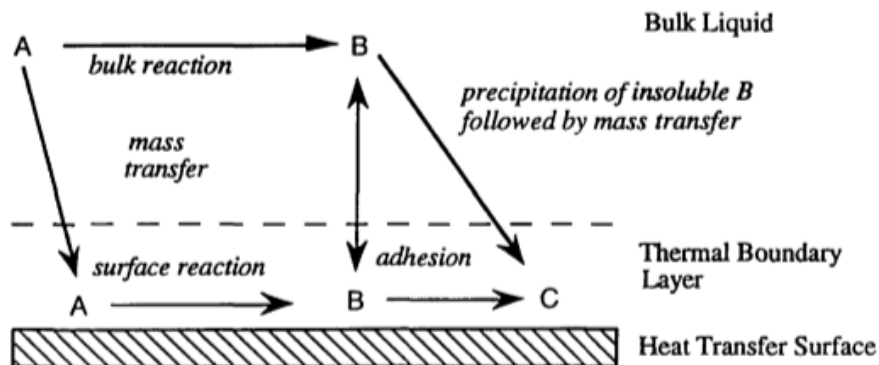 Bulk Liquid
A
B
bulk reaction
precipitation of insoluble B
followed by mass transfer
mass
transfer
Thermal Boundary
Layer
surface reaction
adhesion
A
B
C
Heat Transfer Surface